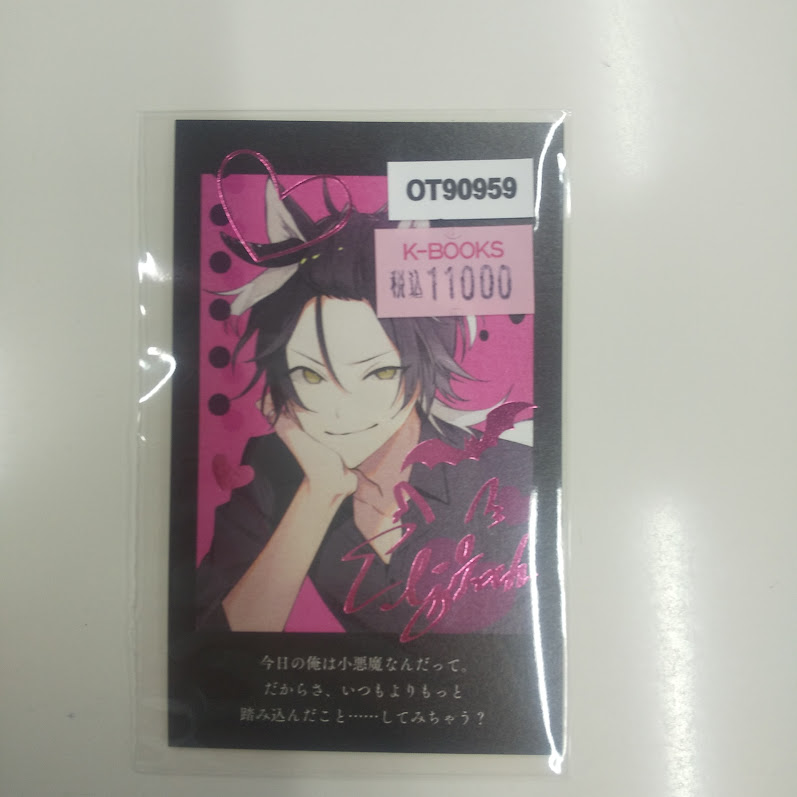 OT90959
K-BOOKS
税込11000
Elijah
今日の俺は小悪魔なんだって。
だからさ、いつもよりもっと
踏み込んだこと……してみちゃう？